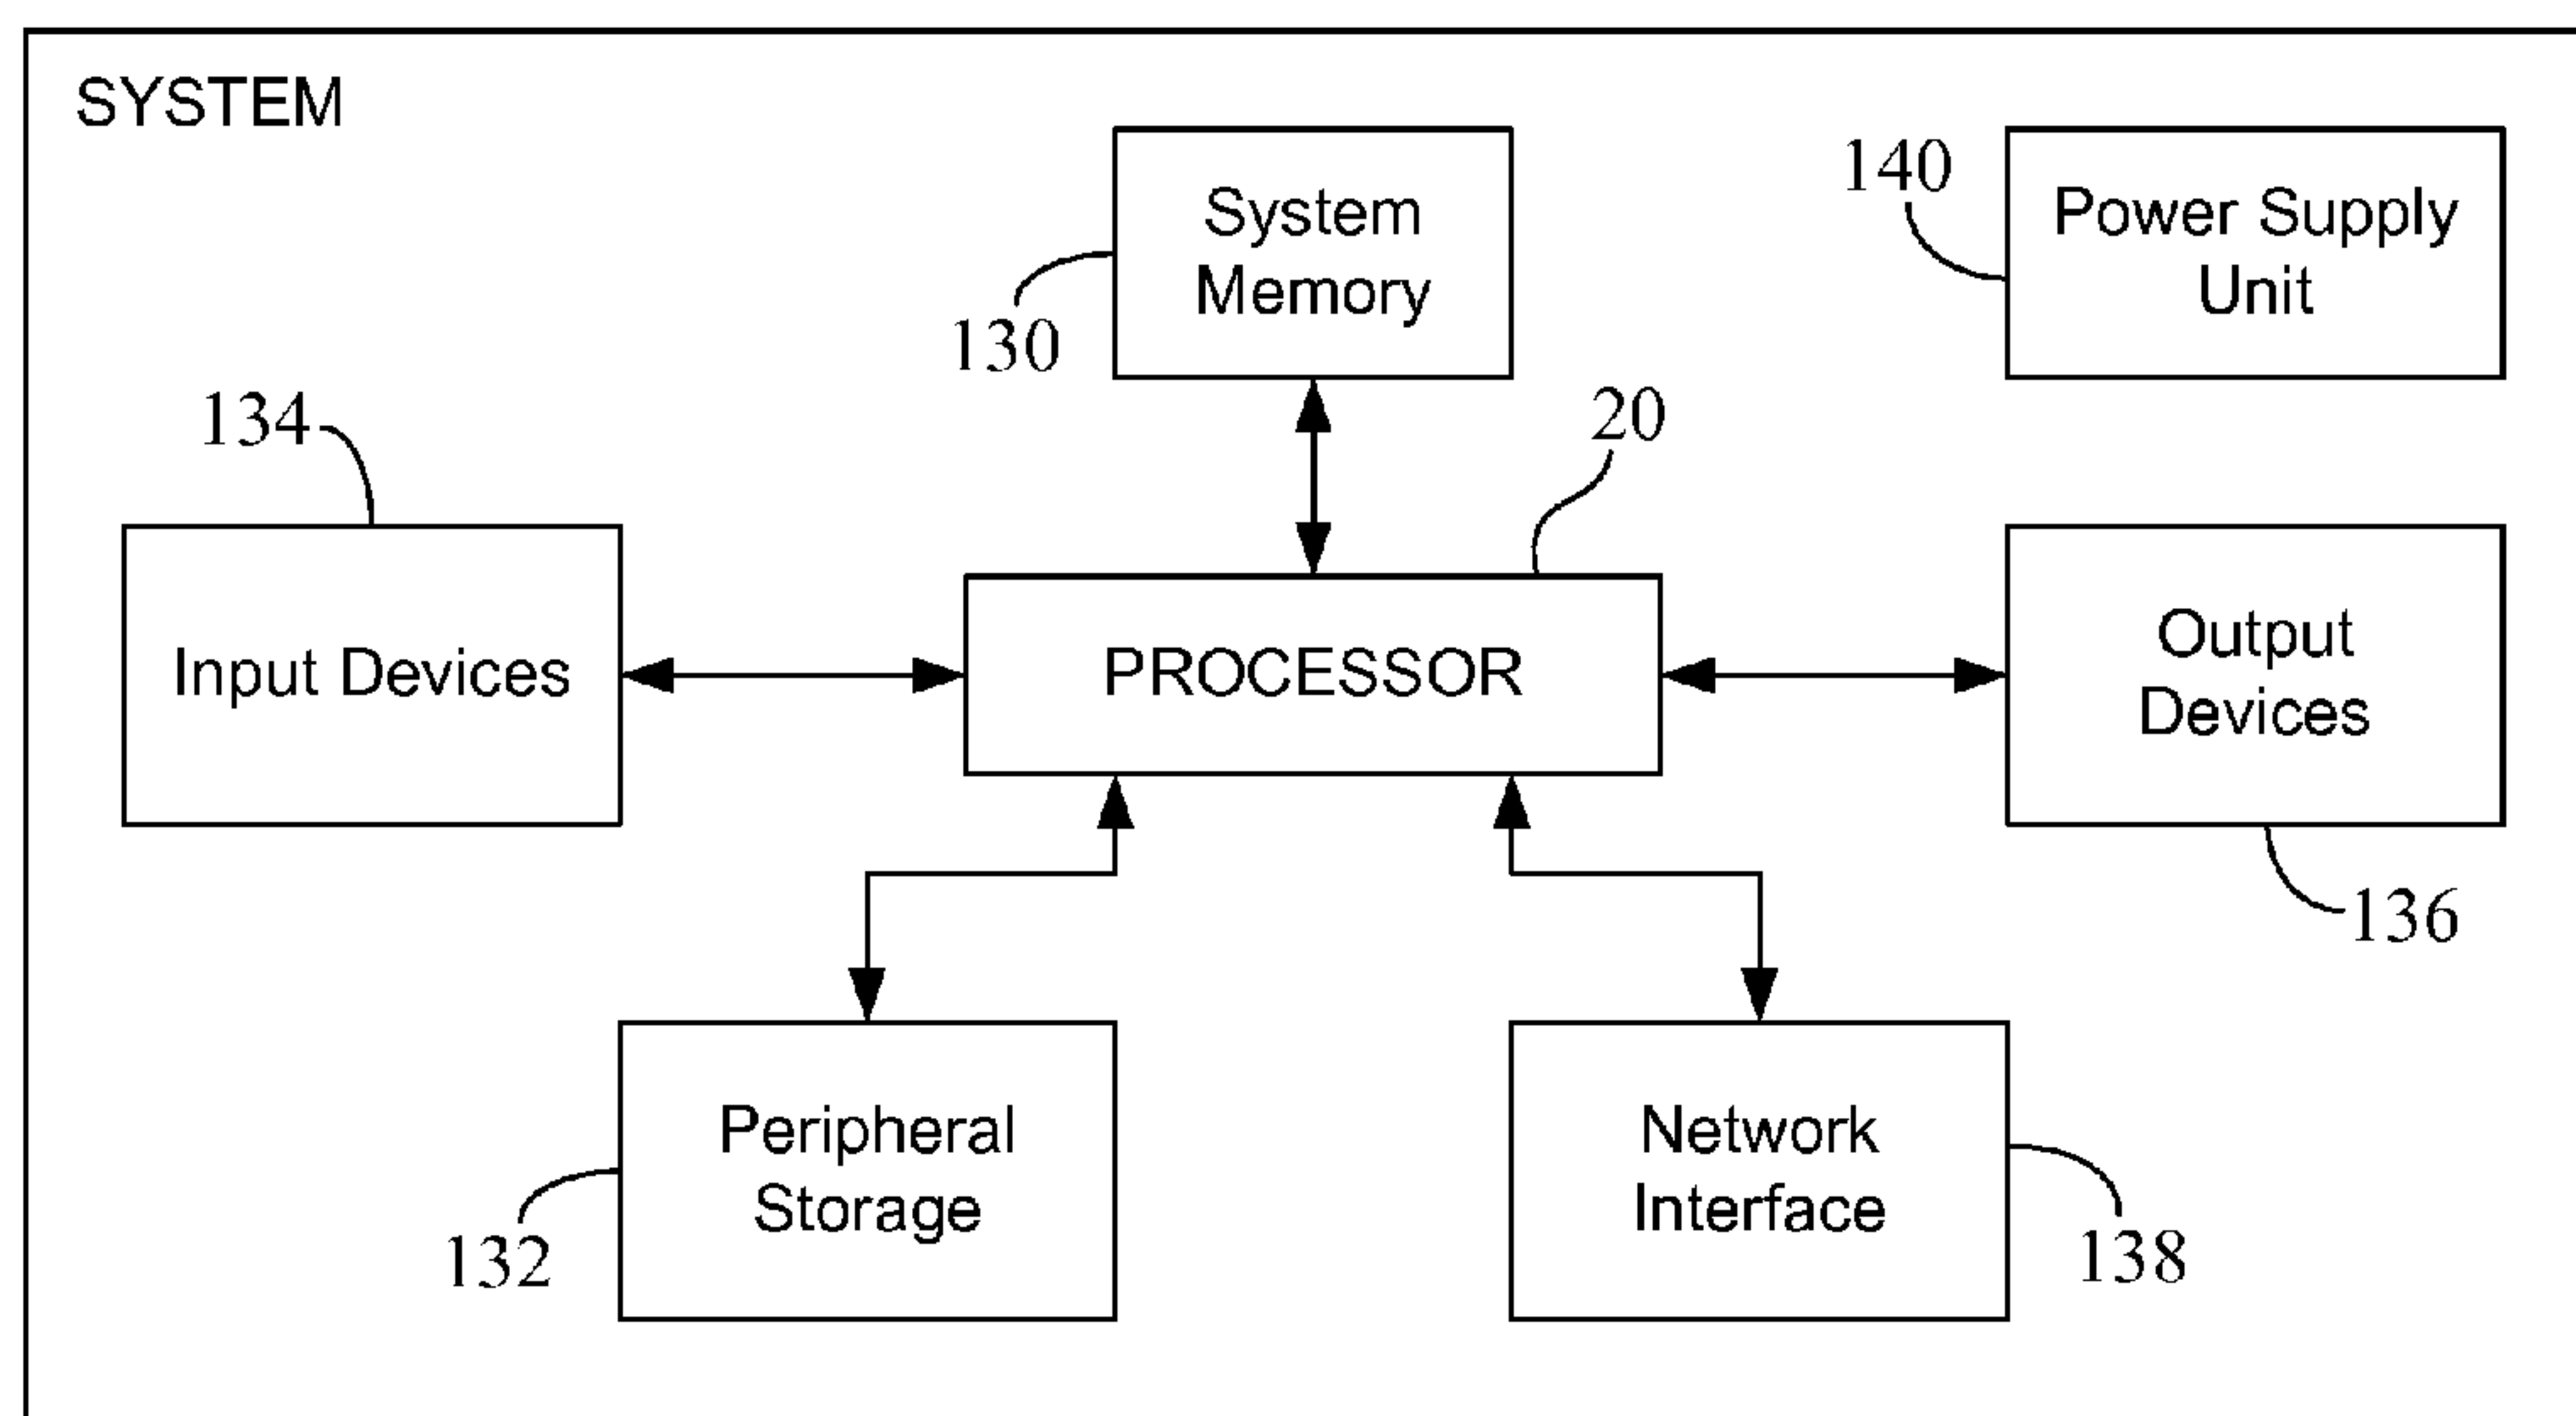 SYSTEM
System
Memory
130
140
Power Supply
Unit
134
20
Input Devices
PROCESSOR
Output
Devices
136
Peripheral
Storage
132
Network
Interface
138